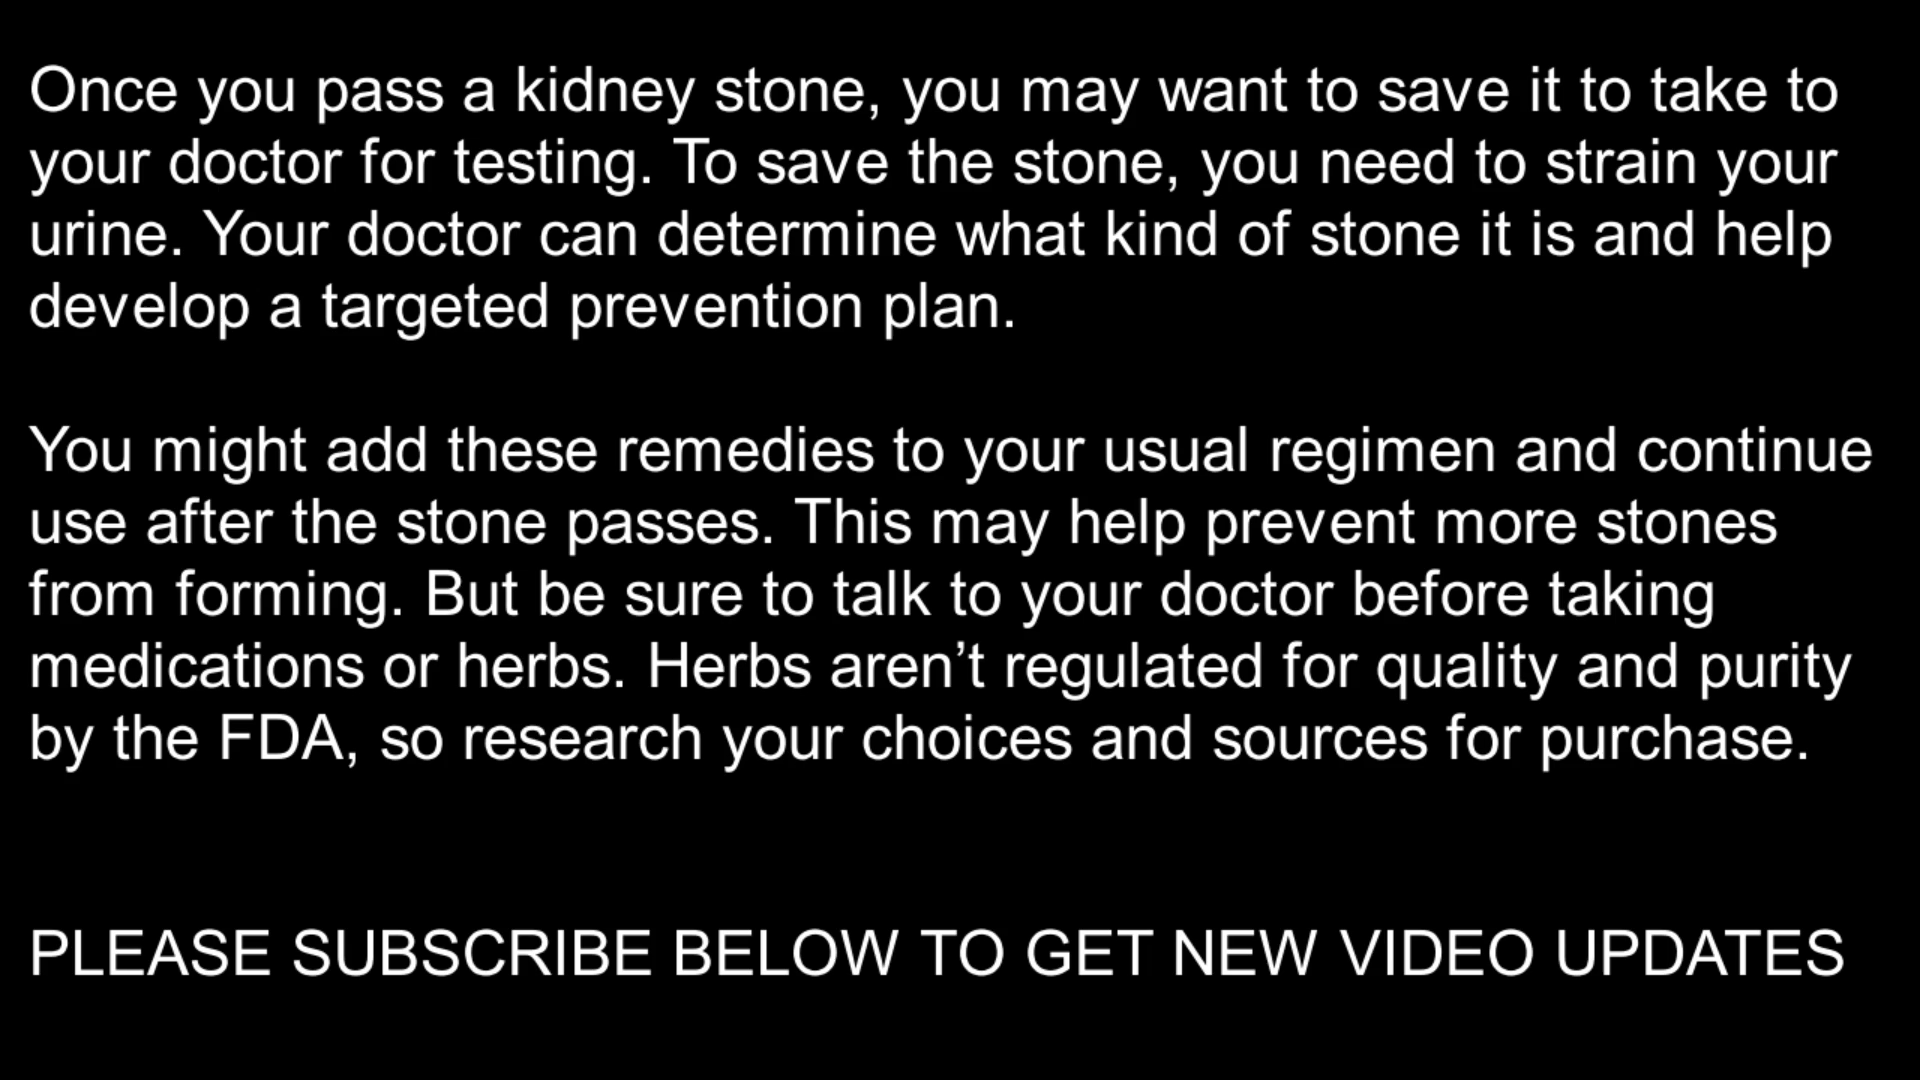 Once you pass a kidney stone, you may want to save it to take to
your doctor for testing. To save the stone, you need to strain your
urine. Your doctor can determine what kind of stone it is and help
develop a targeted prevention plan.
You might add these remedies to your usual regimen and continue
use after the stone passes. This may help prevent more stones
from forming. But be sure to talk to your doctor before taking
medications or herbs. Herbs aren’t regulated for quality and purity
by the FDA, so research your choices and sources for purchase.
PLEASE SUBSCRIBE BELOW TO GET NEW VIDEO UPDATES